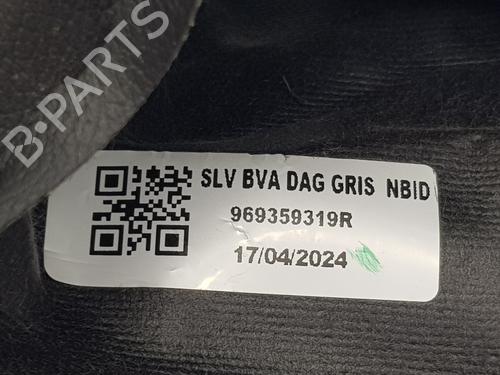 B-PARTS
SLV BVA DAG GRIS NBID
969359319R
17/04/2024